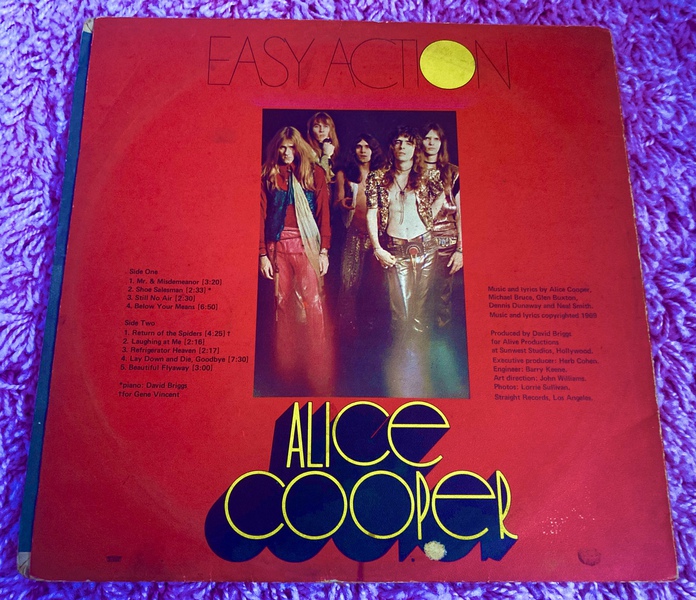 EASY ACTION
Side One
1. Mr. & Misdemeanor [3:20]
2. Shoe Salesman [2:33] *
3. Still No Air [2:30]
4. Below Your Means [6:50]
Side Two
1. Return of the Spiders [4:25] †
2. Laughing at Me [2:16]
3. Refrigerator Heaven [2:17]
4. Lay Down and Die, Goodbye [7:30]
5. Beautiful Flyaway [3:00]
*piano: David Briggs
†for Gene Vincent
Music and lyrics by Alice Cooper,
Michael Bruce, Glen Buxton,
Dennis Dunaway and Neal Smith.
Music and lyrics copyrighted 1969
Produced by David Briggs
for Alive Productions
at Sunwest Studios, Hollywood.
Executive producer: Herb Cohen.
Engineer: Barry Keene.
Art direction: John Williams.
Photos: Lorrie Sullivan.
Straight Records, Los Angeles.
ALICE
COOPER